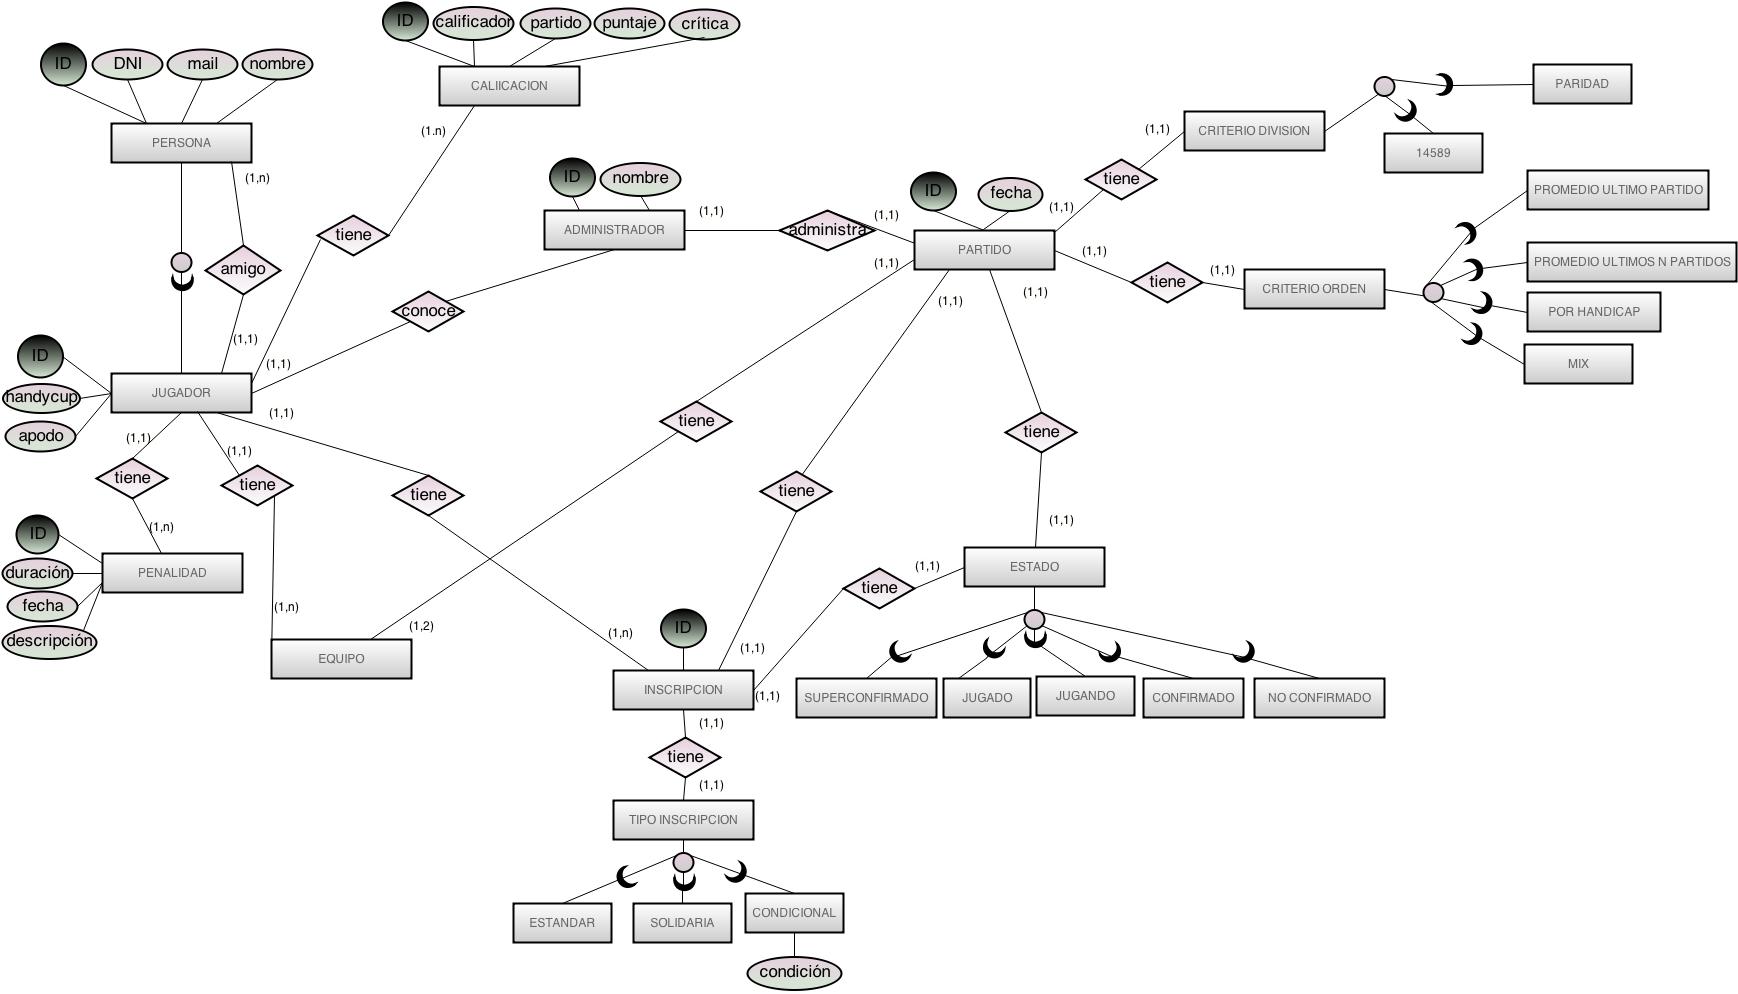 ID
calificador
partido
puntaje
crítica
ID
DNI
mail
nombre
CALIICACION
PARIDAD
PERSONA
(1.n)
(1,1)
CRITERIO DIVISION
14589
(1,n)
ID
nombre
tiene
ID
fecha
PROMEDIO ULTIMO PARTIDO
(1,1)
(1,1)
(1,1)
tiene
ADMINISTRADOR
administra
PARTIDO
amigo
(1,1)
(1,1)
(1,1)
PROMEDIO ULTIMOS N PARTIDOS
tiene
CRITERIO ORDEN
conoce
(1,1)
(1,1)
POR HANDICAP
(1,1)
ID
(1,1)
MIX
handycup
JUGADOR
(1,1)
apodo
(1,1)
(1,1)
tiene
tiene
tiene
tiene
tiene
tiene
(1,n)
ID
(1,1)
duración
PENALIDAD
(1,1)
ESTADO
tiene
fecha
(1,n)
descripción
(1,2)
ID
(1,n)
EQUIPO
(1,1)
INSCRIPCION
(1,1)
SUPERCONFIRMADO
JUGADO
JUGANDO
CONFIRMADO
NO CONFIRMADO
(1,1)
tiene
(1,1)
TIPO INSCRIPCION
ESTANDAR
SOLIDARIA
CONDICIONAL
condición